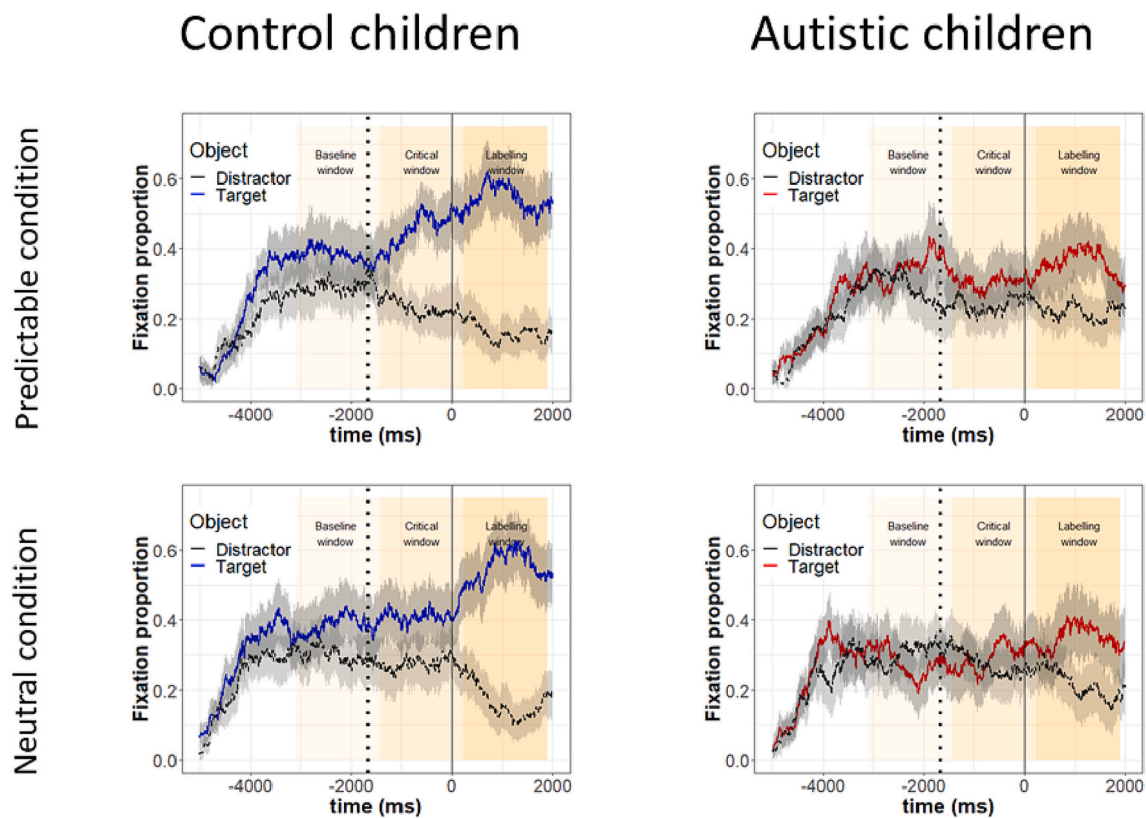 Control children
Autistic children
Predictable condition
Fixation proportion
0.6
0.4
0.2
0.0
Object
Distractor
Target
Baseline
window
Critical
window
Labelling
window
-4000 -2000 0 2000
time (ms)
Fixation proportion
0.6
0.4
0.2
0.0
Object
Distractor
Target
Baseline
window
Critical
window
Labelling
window
-4000 -2000 0 2000
time (ms)
Neutral condition
Fixation proportion
0.6
0.4
0.2
0.0
Object
Distractor
Target
Baseline
window
Critical
window
Labelling
window
-4000 -2000 0 2000
time (ms)
Fixation proportion
0.6
0.4
0.2
0.0
Object
Distractor
Target
Baseline
window
Critical
window
Labelling
window
-4000 -2000 0 2000
time (ms)